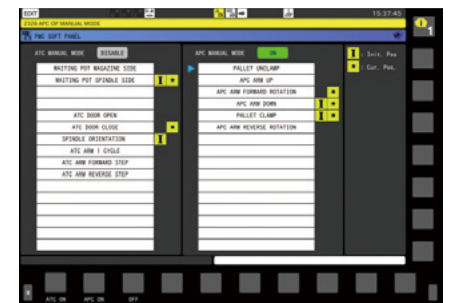 EDIT
15:37:45
2326 APC OP MANUAL MODE
1
PMC SOFT PANEL
ATC MANUAL MODE DISABLE
APC MANUAL MODE ON
I : Init. Pos
* : Cur. Pos.
WAITING POT MAGAZINE SIDE
WAITING POT SPINDLE SIDE I *
ATC DOOR OPEN
ATC DOOR CLOSE *
SPINDLE ORIENTATION I
ATC ARM 1 CYCLE
ATC ARM FORWARD STEP
ATC ARM REVERSE STEP
PALLET UNCLAMP
APC ARM UP
APC ARM FORWARD ROTATION *
APC ARM DOWN I *
PALLET CLAMP I *
APC ARM REVERSE ROTATION
ATC ON APC ON OFF